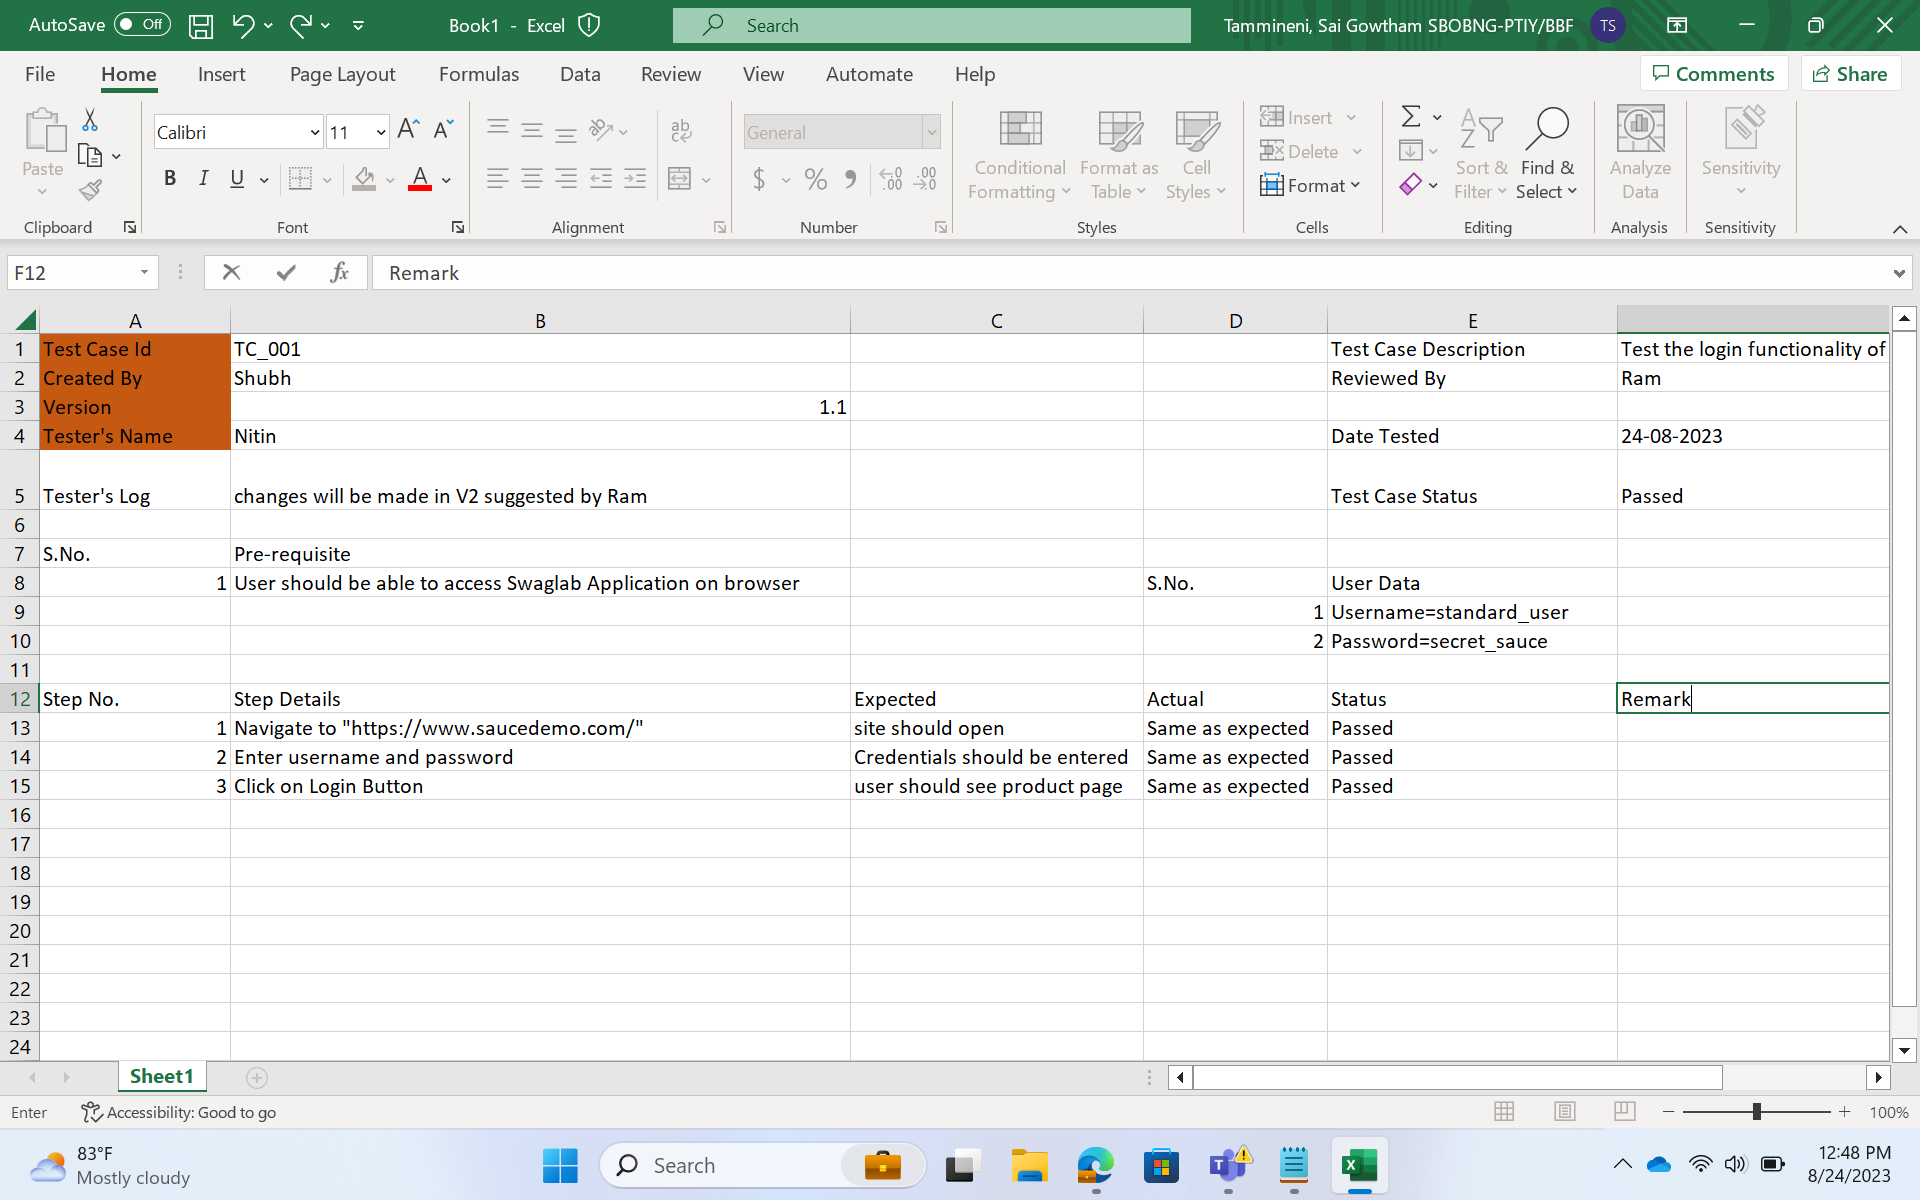 AutoSave Off Book1 - Excel Search Tammineni, Sai Gowtham SBOBNG-PTIY/BBF TS
File Home Insert Page Layout Formulas Data Review View Automate Help Comments Share
Paste Calibri 11 A A ab c General Conditional Formatting Format as Table Cell Styles Insert Delete Format Sort & Filter Find & Select Analyze Data Sensitivity
B I U A $ % , .00 .00
Clipboard Font Alignment Number Styles Cells Editing Analysis Sensitivity
F12 fx Remark
A B C D E
1 Test Case Id TC_001 Test Case Description Test the login functionality of
2 Created By Shubh Reviewed By Ram
3 Version 1.1
4 Tester's Name Nitin Date Tested 24-08-2023
5 Tester's Log changes will be made in V2 suggested by Ram Test Case Status Passed
6
7 S.No. Pre-requisite
8 1 User should be able to access Swaglab Application on browser S.No. User Data
9 1 Username=standard_user
10 2 Password=secret_sauce
11
12 Step No. Step Details Expected Actual Status Remark
13 1 Navigate to "https://www.saucedemo.com/" site should open Same as expected Passed
14 2 Enter username and password Credentials should be entered Same as expected Passed
15 3 Click on Login Button user should see product page Same as expected Passed
16
17
18
19
20
21
22
23
24
Sheet1
Enter Accessibility: Good to go 100%
83°F Mostly cloudy Search 12:48 PM 8/24/2023